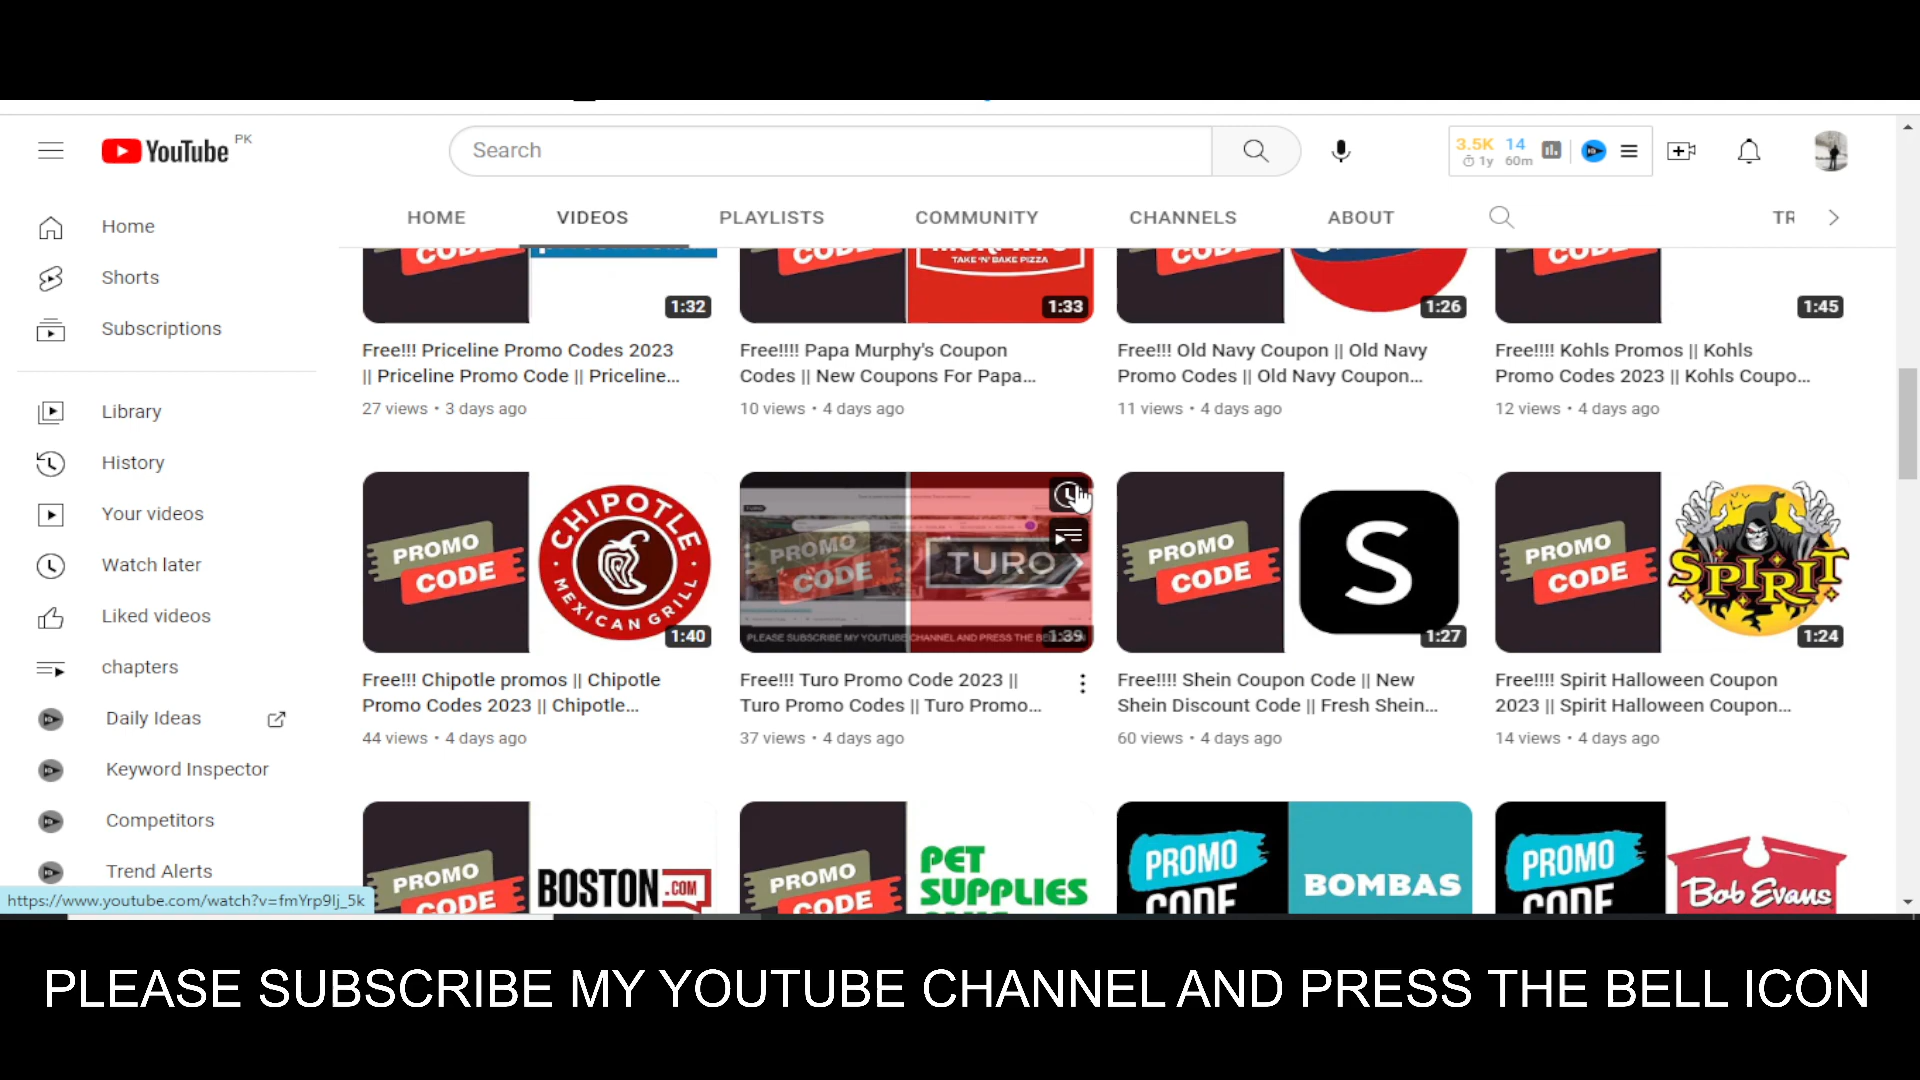 YouTube PK
Search
3.5K 14
1y 60m
HOME VIDEOS PLAYLISTS COMMUNITY CHANNELS ABOUT
Home
Shorts
Subscriptions
Library
History
Your videos
Watch later
Liked videos
chapters
Daily Ideas
Keyword Inspector
Competitors
Trend Alerts
https://www.youtube.com/watch?v=fmYrp9lj_5k
TAKE 'N' BAKE PIZZA
1:32
1:33
1:26
1:45
Free!!! Priceline Promo Codes 2023
|| Priceline Promo Code || Priceline...
27 views • 3 days ago
Free!!!! Papa Murphy's Coupon
Codes || New Coupons For Papa...
10 views • 4 days ago
Free!!! Old Navy Coupon || Old Navy
Promo Codes || Old Navy Coupon...
11 views • 4 days ago
Free!!!! Kohls Promos || Kohls
Promo Codes 2023 || Kohls Coupo...
12 views • 4 days ago
PROMO
CODE
CHIPOTLE
MEXICAN GRILL
1:40
PROMO
CODE
TURO
PLEASE SUBSCRIBE MY YOUTUBE CHANNEL AND PRESS THE
1:39
PROMO
CODE
S
1:27
PROMO
CODE
SPIRIT
1:24
Free!!! Chipotle promos || Chipotle
Promo Codes 2023 || Chipotle...
44 views • 4 days ago
Free!!! Turo Promo Code 2023 ||
Turo Promo Codes || Turo Promo...
37 views • 4 days ago
Free!!!! Shein Coupon Code || New
Shein Discount Code || Fresh Shein...
60 views • 4 days ago
Free!!!! Spirit Halloween Coupon
2023 || Spirit Halloween Coupon...
14 views • 4 days ago
PROMO
CODE
BOSTON.COM
PROMO
CODE
PET
SUPPLIES
PROMO
CODE
BOMBAS
PROMO
CODE
Bob Evans
PLEASE SUBSCRIBE MY YOUTUBE CHANNEL AND PRESS THE BELL ICON